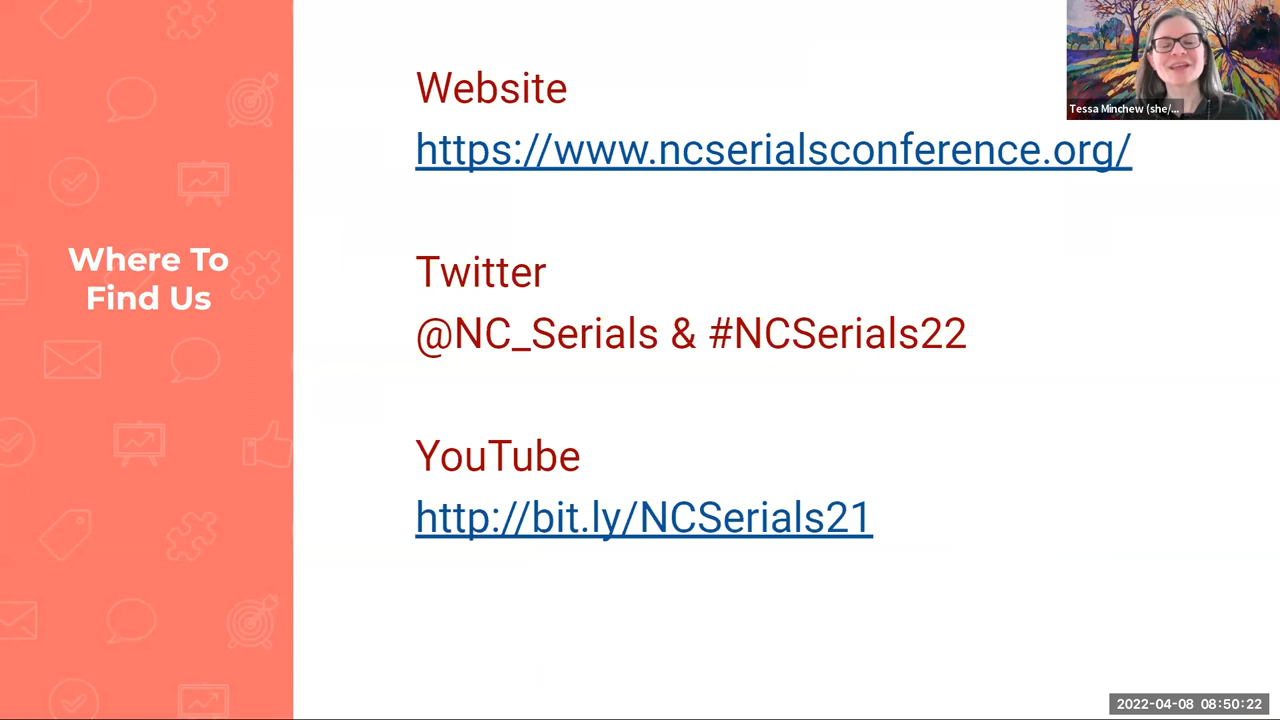 Where To
Find Us
Website
https://www.ncserialsconference.org/
Twitter
@NC_Serials & #NCSerials22
YouTube
http://bit.ly/NCSerials21
Tessa Minchew (she/...
2022-04-08 08:50:22